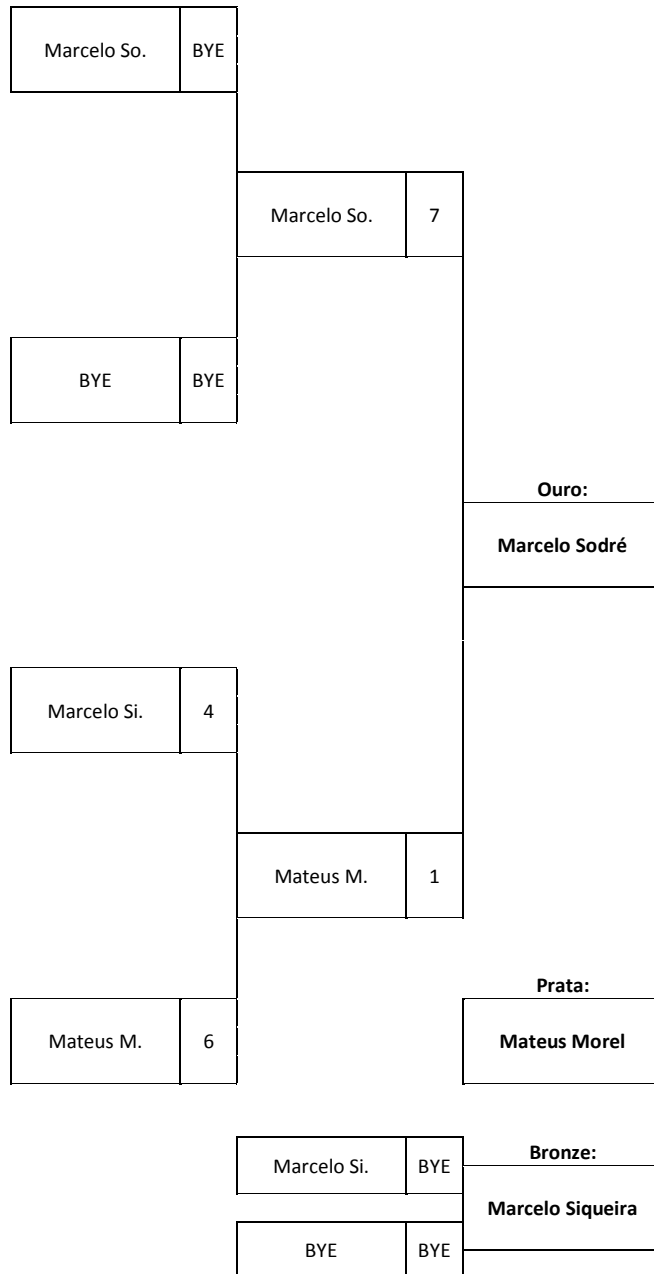 Marcelo So. BYE
Marcelo So. 7
BYE BYE
Ouro:
Marcelo Sodré
Marcelo Si. 4
Mateus M. 1
Prata:
Mateus M. 6
Mateus Morel
Bronze:
Marcelo Si. BYE
Marcelo Siqueira
BYE BYE